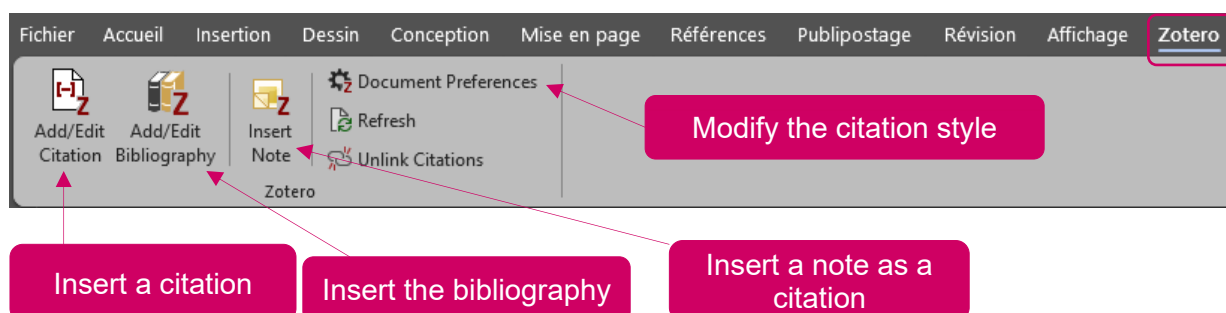 Fichier Accueil Insertion Dessin Conception Mise en page Références Publipostage Révision Affichage Zotero
Add/Edit Citation
Add/Edit Bibliography
Insert Note
Document Preferences
Refresh
Unlink Citations
Zotero
Modify the citation style
Insert a citation
Insert the bibliography
Insert a note as a
citation